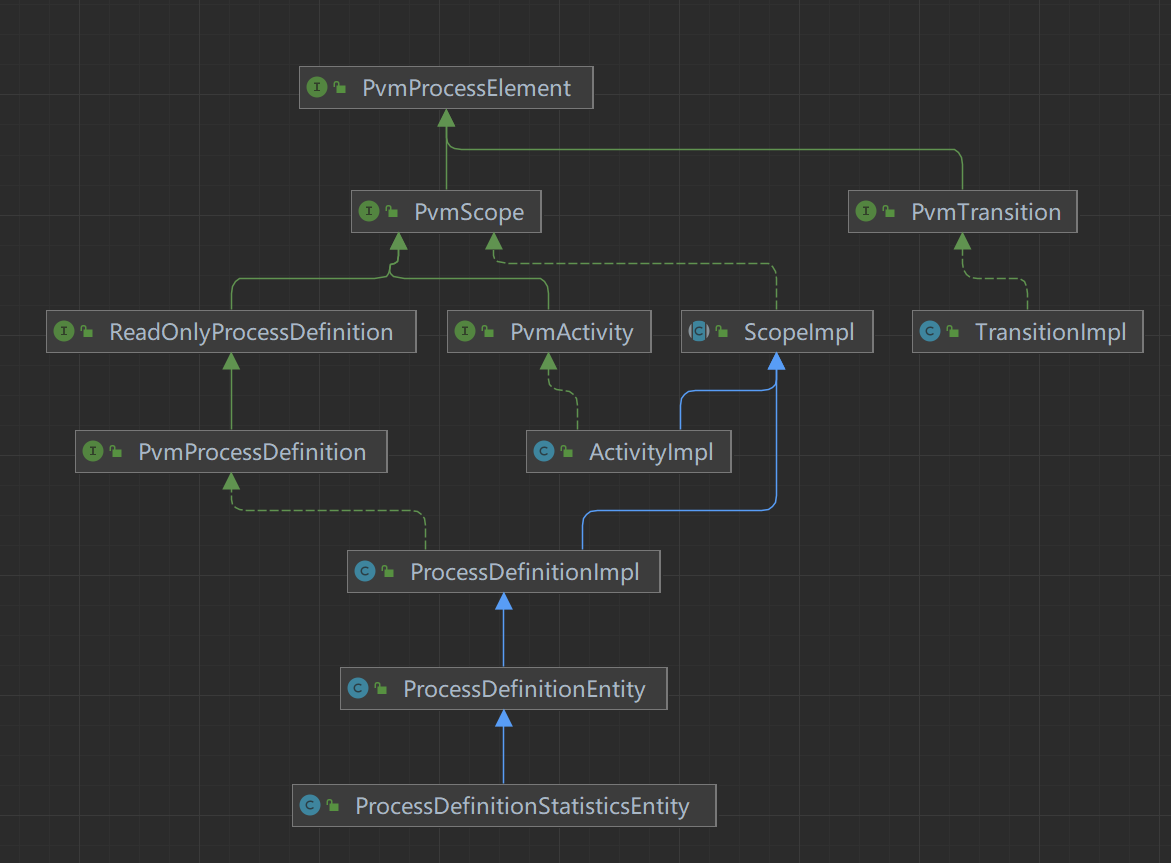 PvmProcessElement
PvmScope
PvmTransition
ReadOnlyProcessDefinition
PvmActivity
ScopeImpl
TransitionImpl
PvmProcessDefinition
ActivityImpl
ProcessDefinitionImpl
ProcessDefinitionEntity
ProcessDefinitionStatisticsEntity